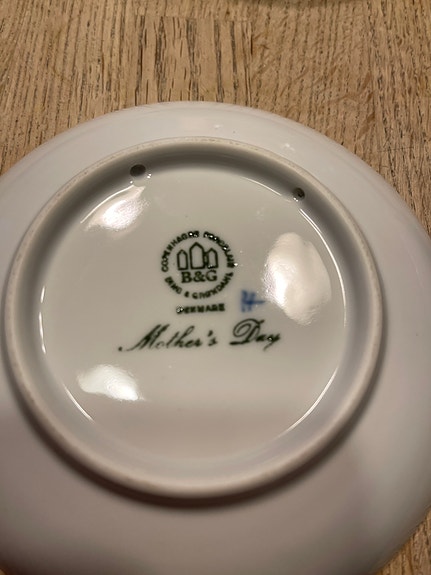 COPENHAGEN PORCELAIN
B&G
BING & GRØNDAHL
DENMARK
Mother's Day